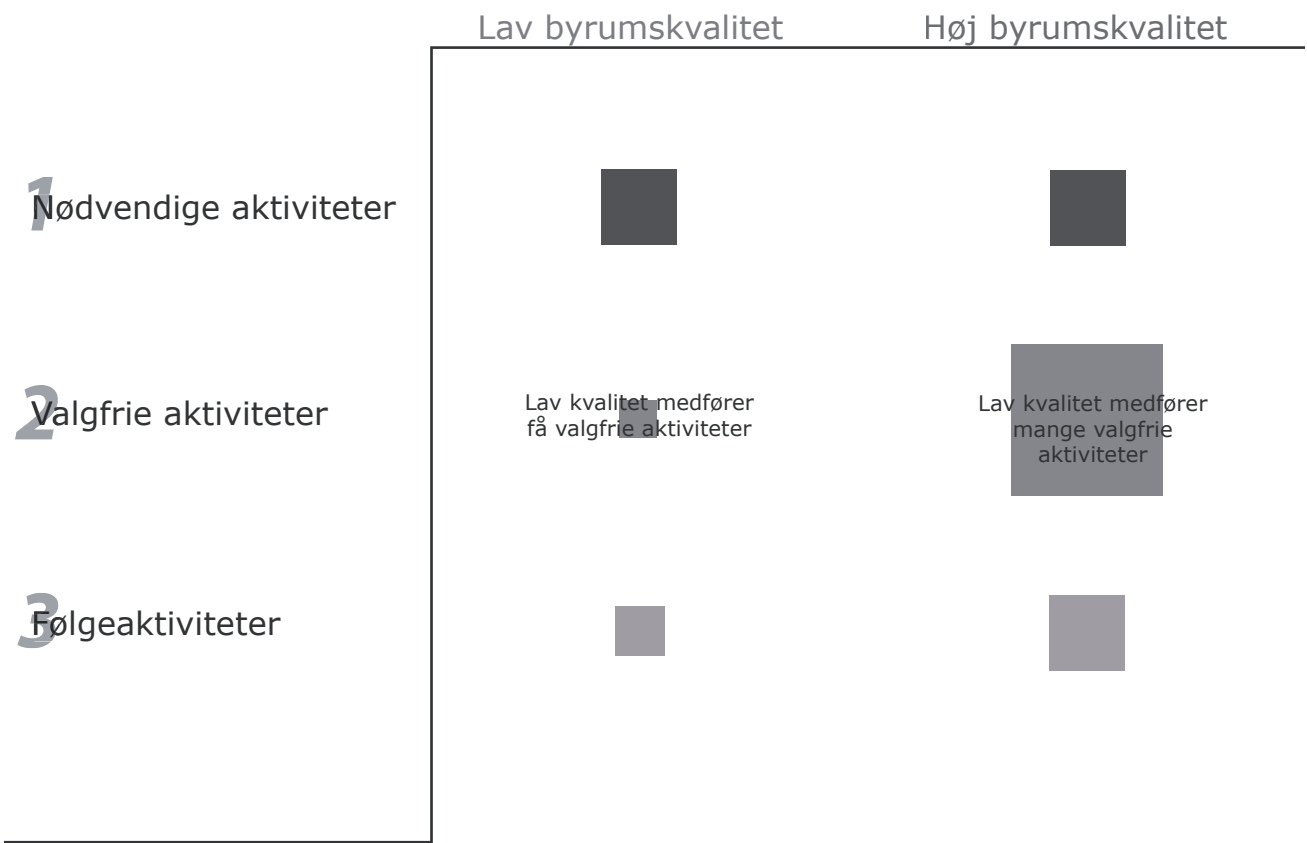 Lav byrumskvalitet
Høj byrumskvalitet
1
Nødvendige aktiviteter
2
Valgfrie aktiviteter
Lav kvalitet medfører
få valgfrie aktiviteter
Lav kvalitet medfører
mange valgfrie
aktiviteter
3
Følgeaktiviteter